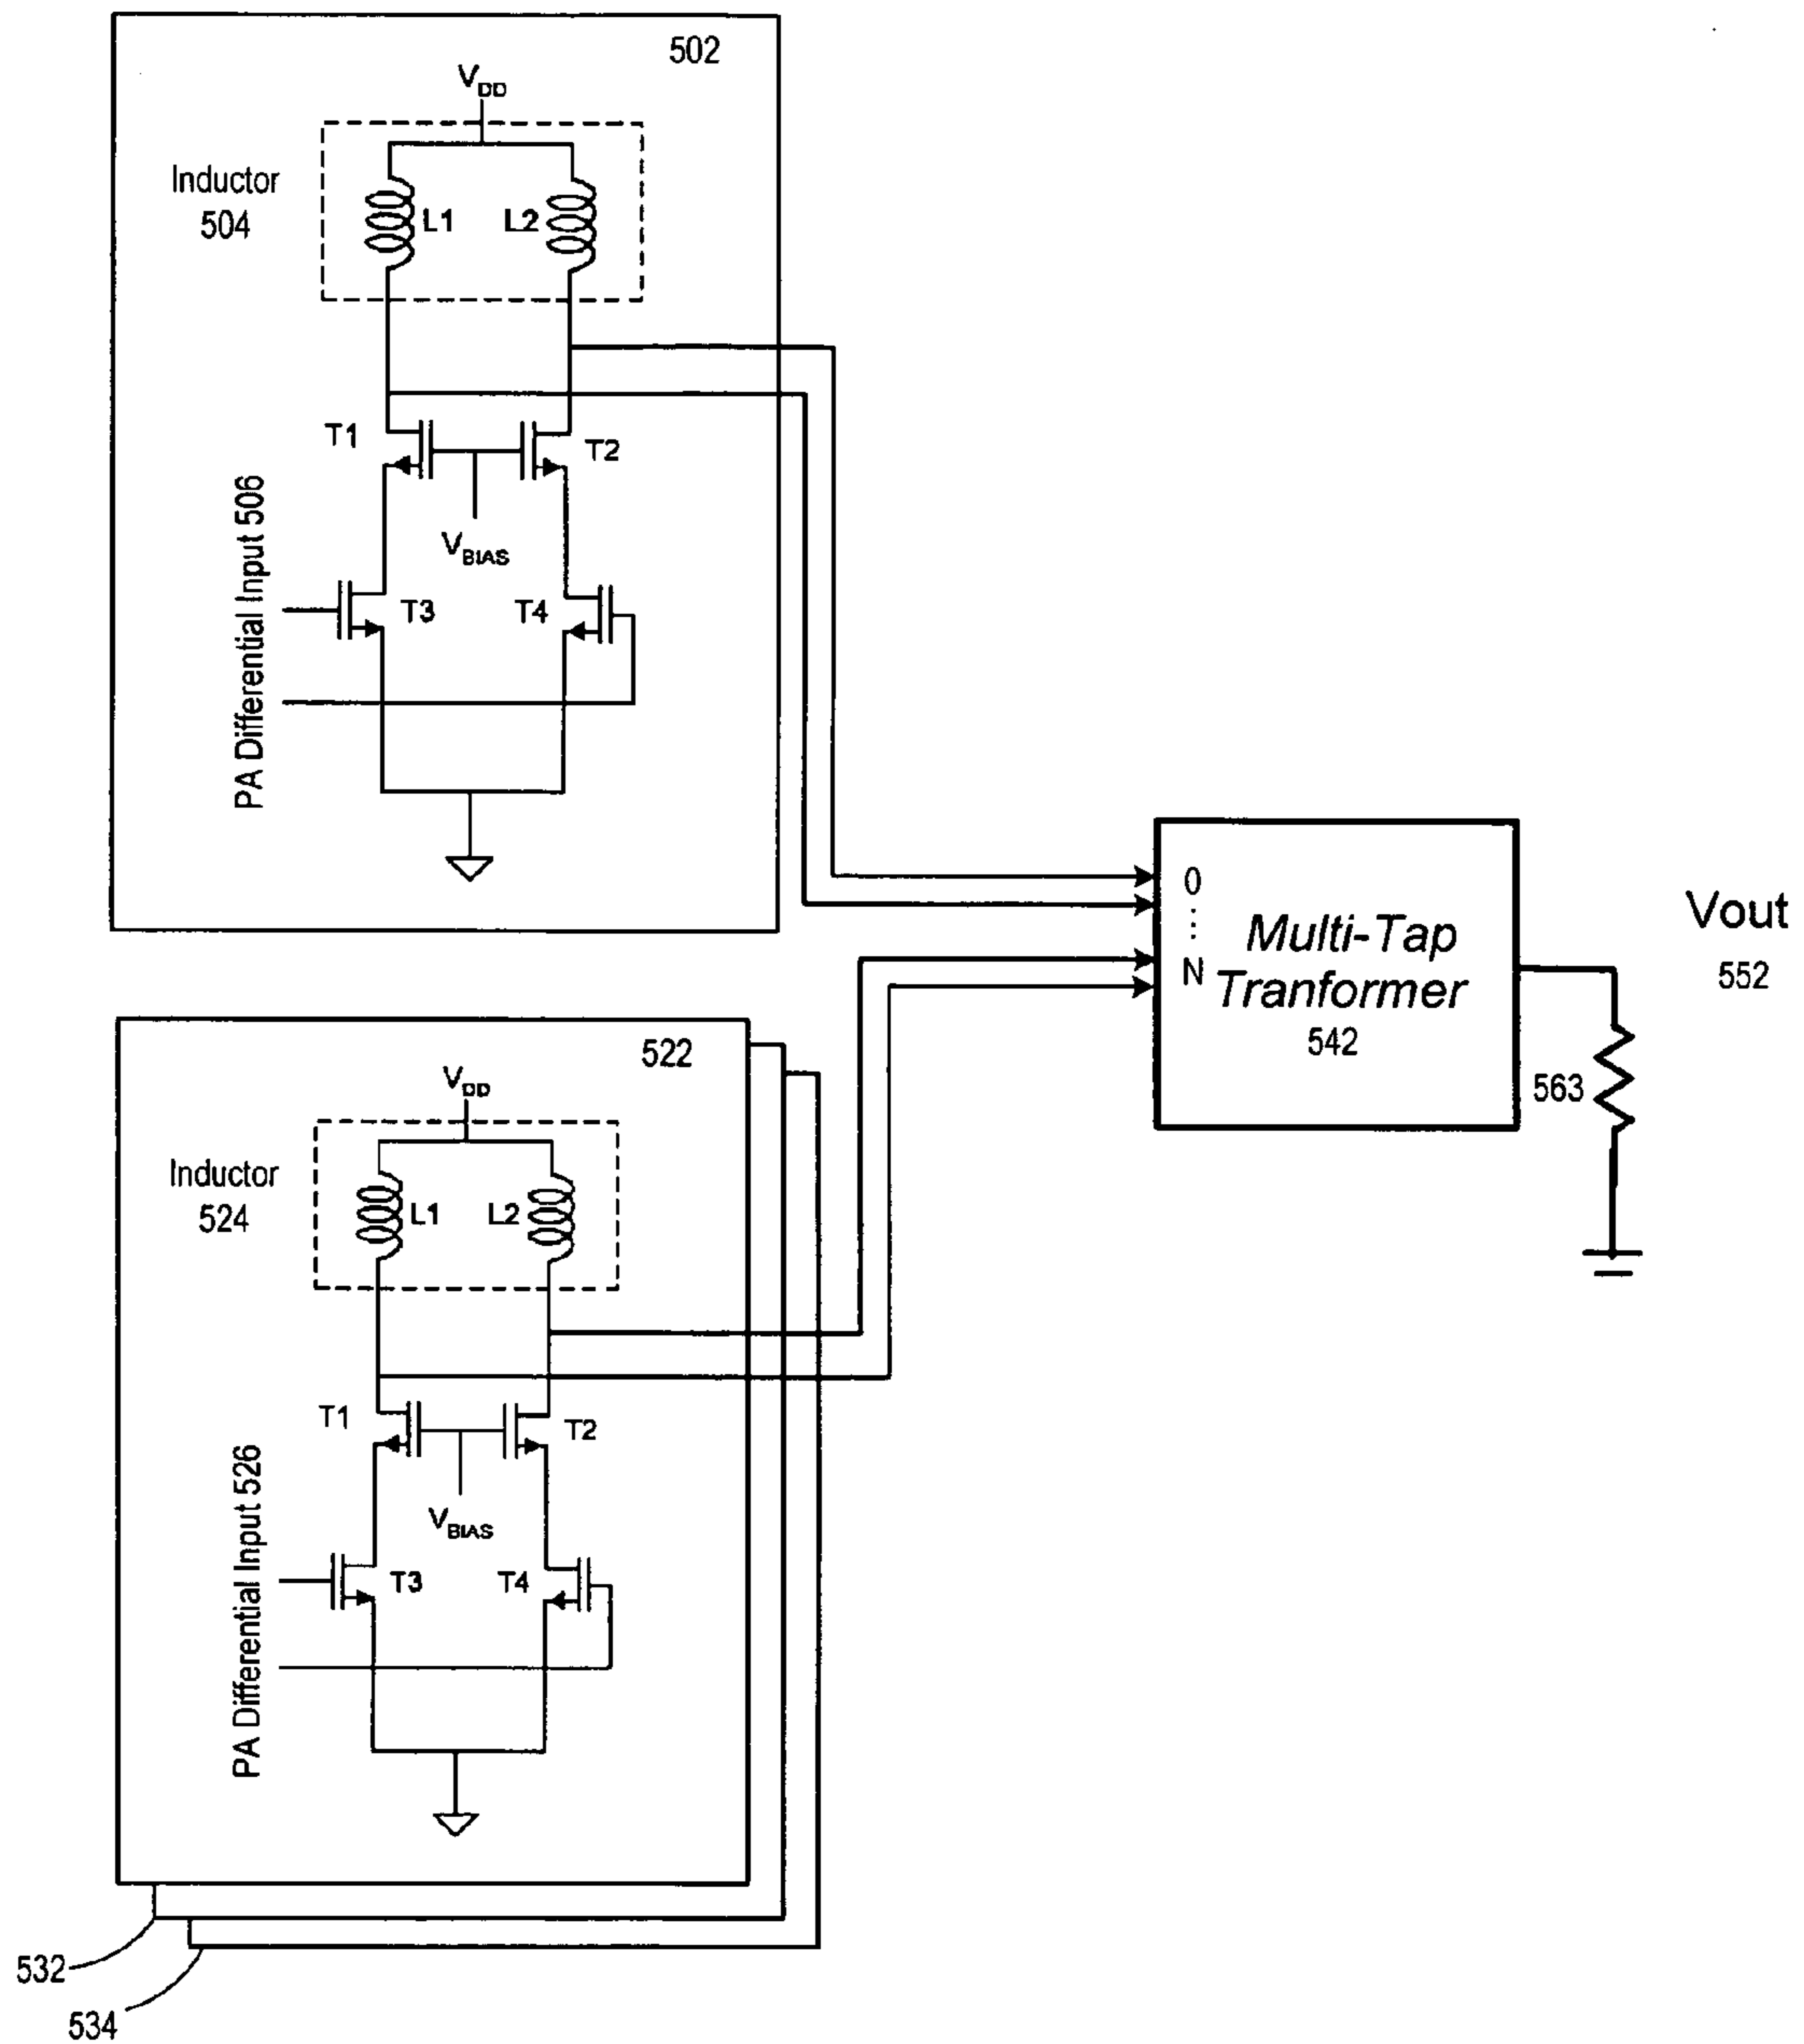 502
VDD
Inductor
504
L1
L2
T1
T2
VBIAS
PA Differential Input 506
T3
T4
0
N
Multi-Tap
Tranformer
542
Vout
552
563
522
VDD
Inductor
524
L1
L2
T1
T2
VBIAS
PA Differential Input 526
T3
T4
532
534